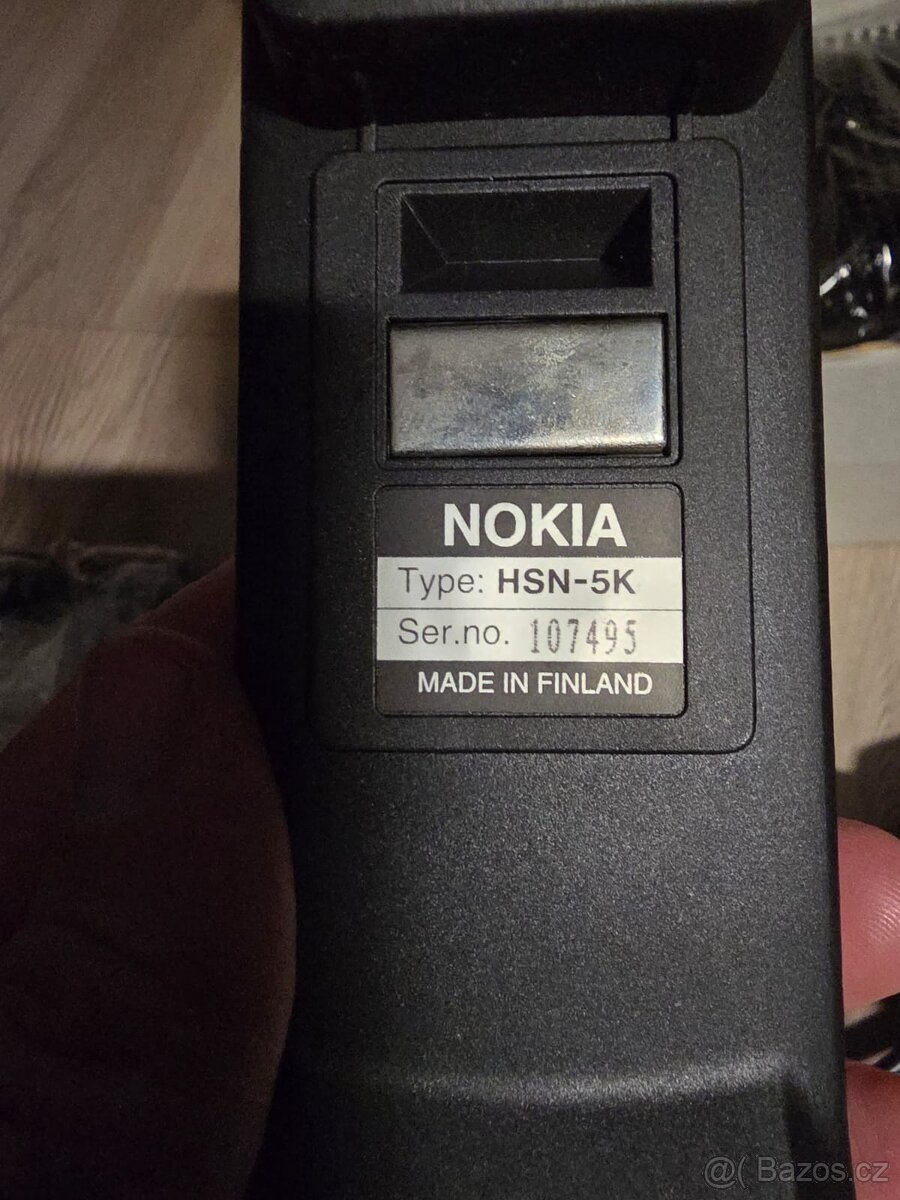 NOKIA
Type: HSN-5K
Ser.no. 107495
MADE IN FINLAND
@( Bazos.cz